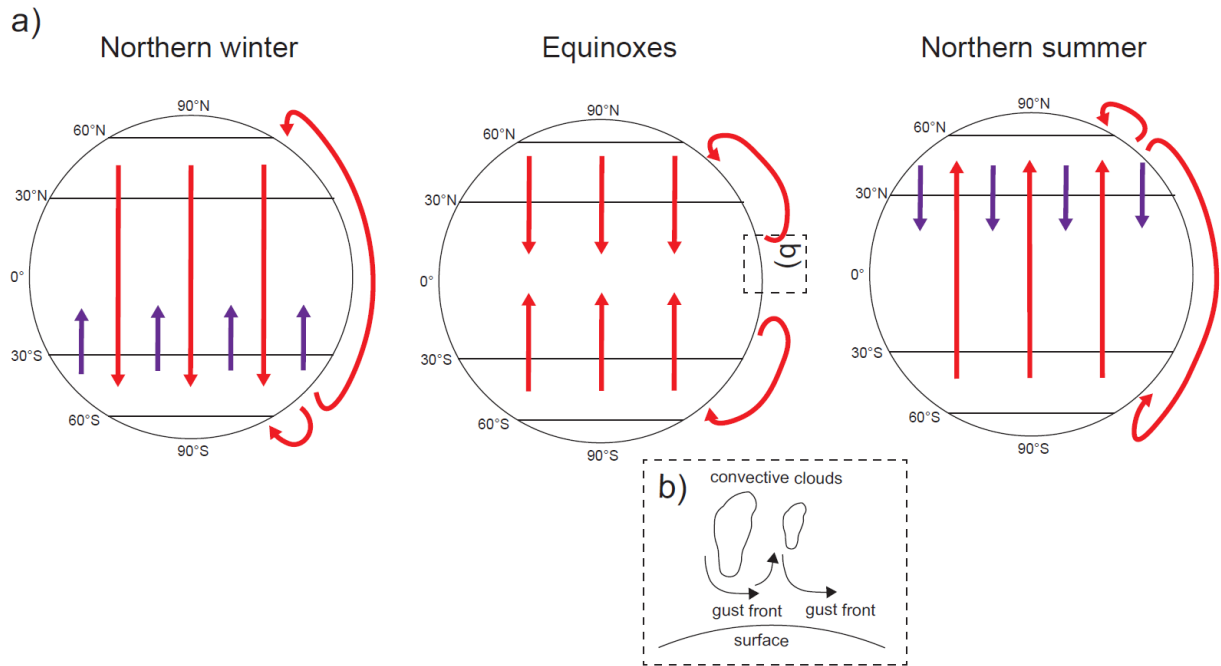 a)
Northern winter
Equinoxes
Northern summer
90°N
60°N
30°N
0°
30°S
60°S
90°S
90°N
60°N
30°N
0°
30°S
60°S
90°S
b)
90°N
60°N
30°N
0°
30°S
60°S
90°S
b)
convective clouds
gust front
gust front
surface